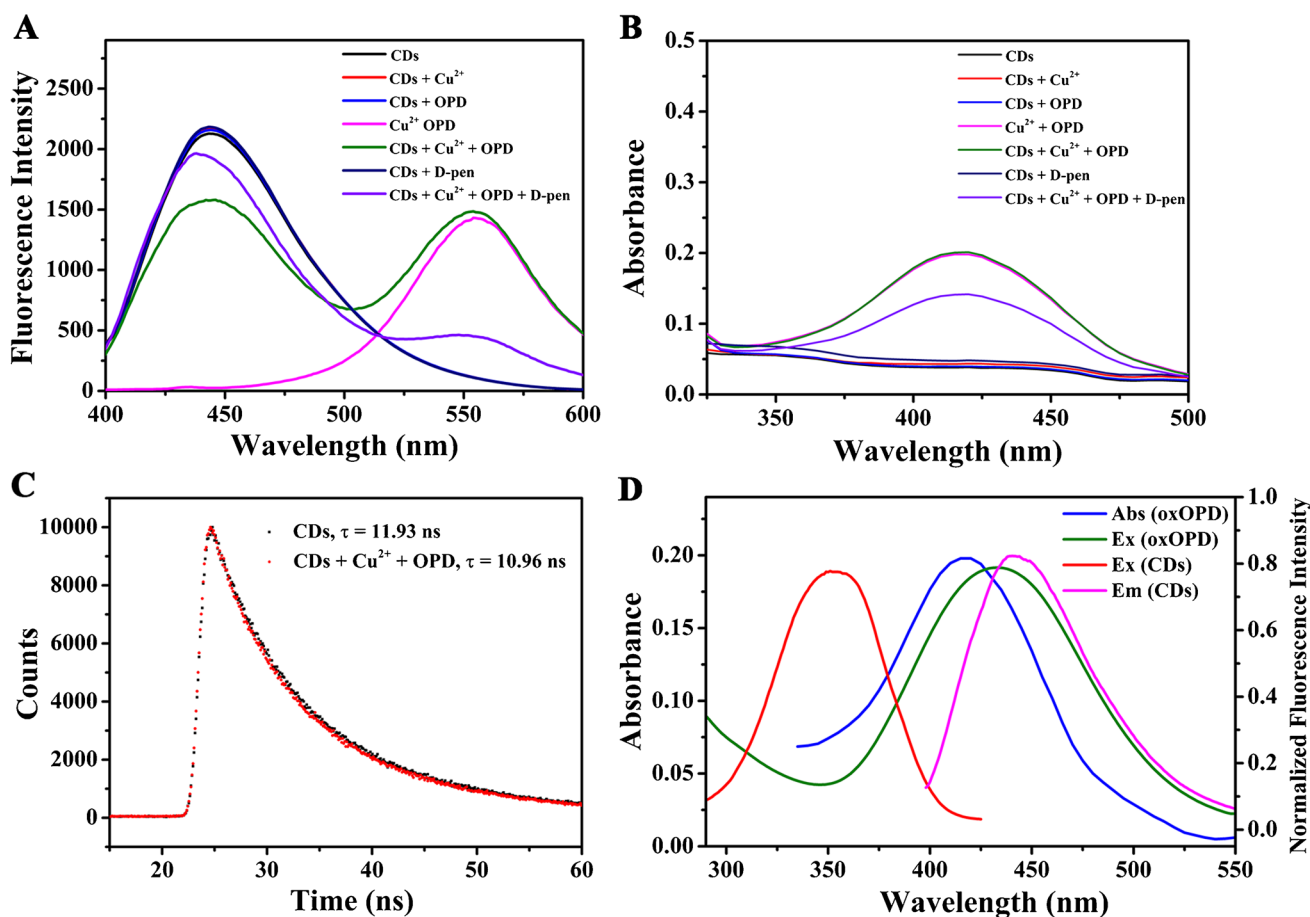 A
Fluorescence Intensity
2500
2000
1500
1000
500
0
400
450
500
550
600
Wavelength (nm)
CDs
CDs + Cu²⁺
CDs + OPD
Cu²⁺ OPD
CDs + Cu²⁺ + OPD
CDs + D-pen
CDs + Cu²⁺ + OPD + D-pen
B
Absorbance
0.5
0.4
0.3
0.2
0.1
0.0
350
400
450
500
Wavelength (nm)
CDs
CDs + Cu²⁺
CDs + OPD
Cu²⁺ + OPD
CDs + Cu²⁺ + OPD
CDs + D-pen
CDs + Cu²⁺ + OPD + D-pen
C
Counts
10000
8000
6000
4000
2000
0
20
30
40
50
60
Time (ns)
CDs, τ = 11.93 ns
CDs + Cu²⁺ + OPD, τ = 10.96 ns
D
Absorbance
0.20
0.15
0.10
0.05
0.00
300
350
400
450
500
550
Wavelength (nm)
Abs (oxOPD)
Ex (oxOPD)
Ex (CDs)
Em (CDs)
1.0
0.8
0.6
0.4
0.2
0.0
Normalized Fluorescence Intensity